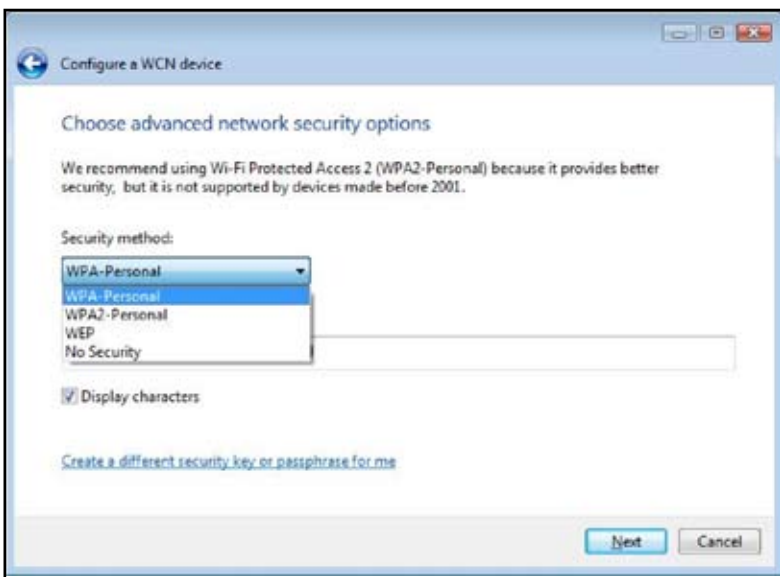 Configure a WCN device
Choose advanced network security options
We recommend using Wi-Fi Protected Access 2 (WPA2-Personal) because it provides better
security, but it is not supported by devices made before 2001.
Security method:
WPA-Personal
WPA-Personal
WPA2-Personal
WEP
No Security
Display characters
Create a different security key or passphrase for me
Next Cancel